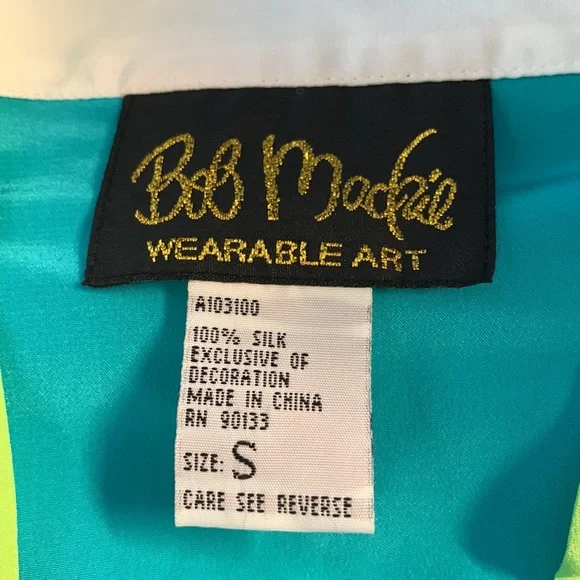 Bob Mackie
WEARABLE ART
A103100
100% SILK
EXCLUSIVE OF
DECORATION
MADE IN CHINA
RN 90133
SIZE: S
CARE SEE REVERSE